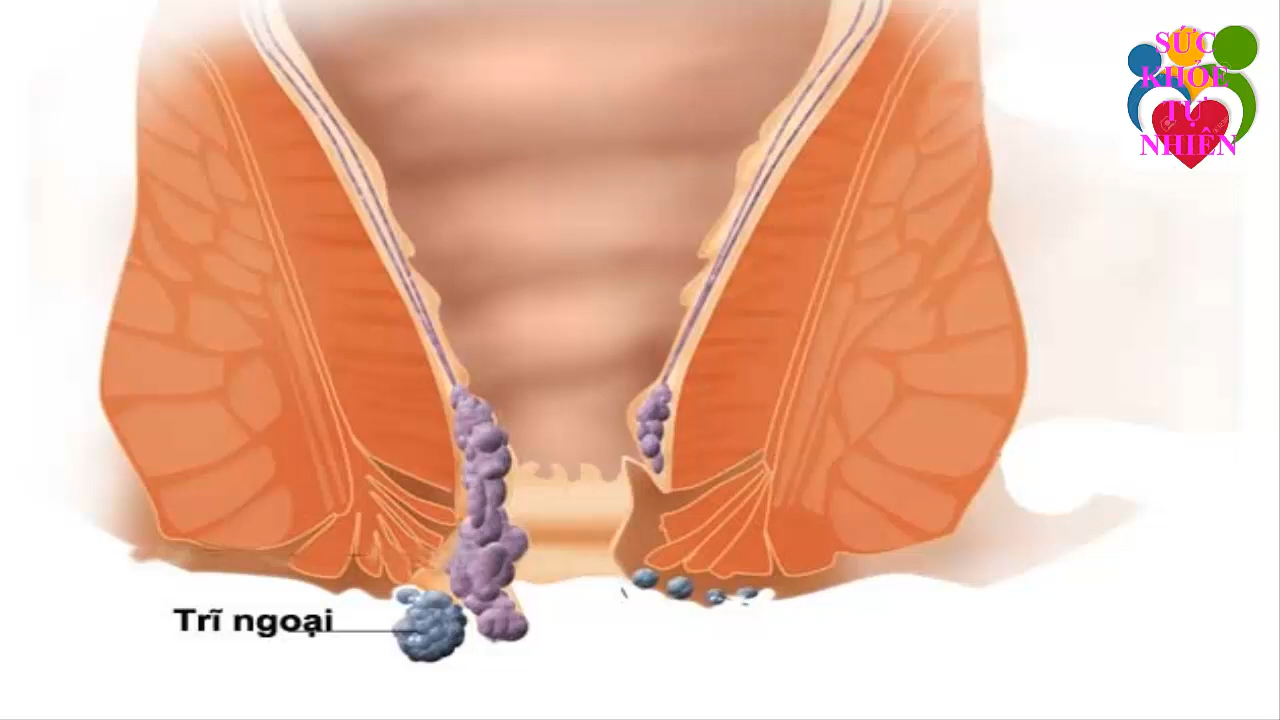 SỨC
KHỎE
TỰ
NHIÊN
Trĩ ngoại